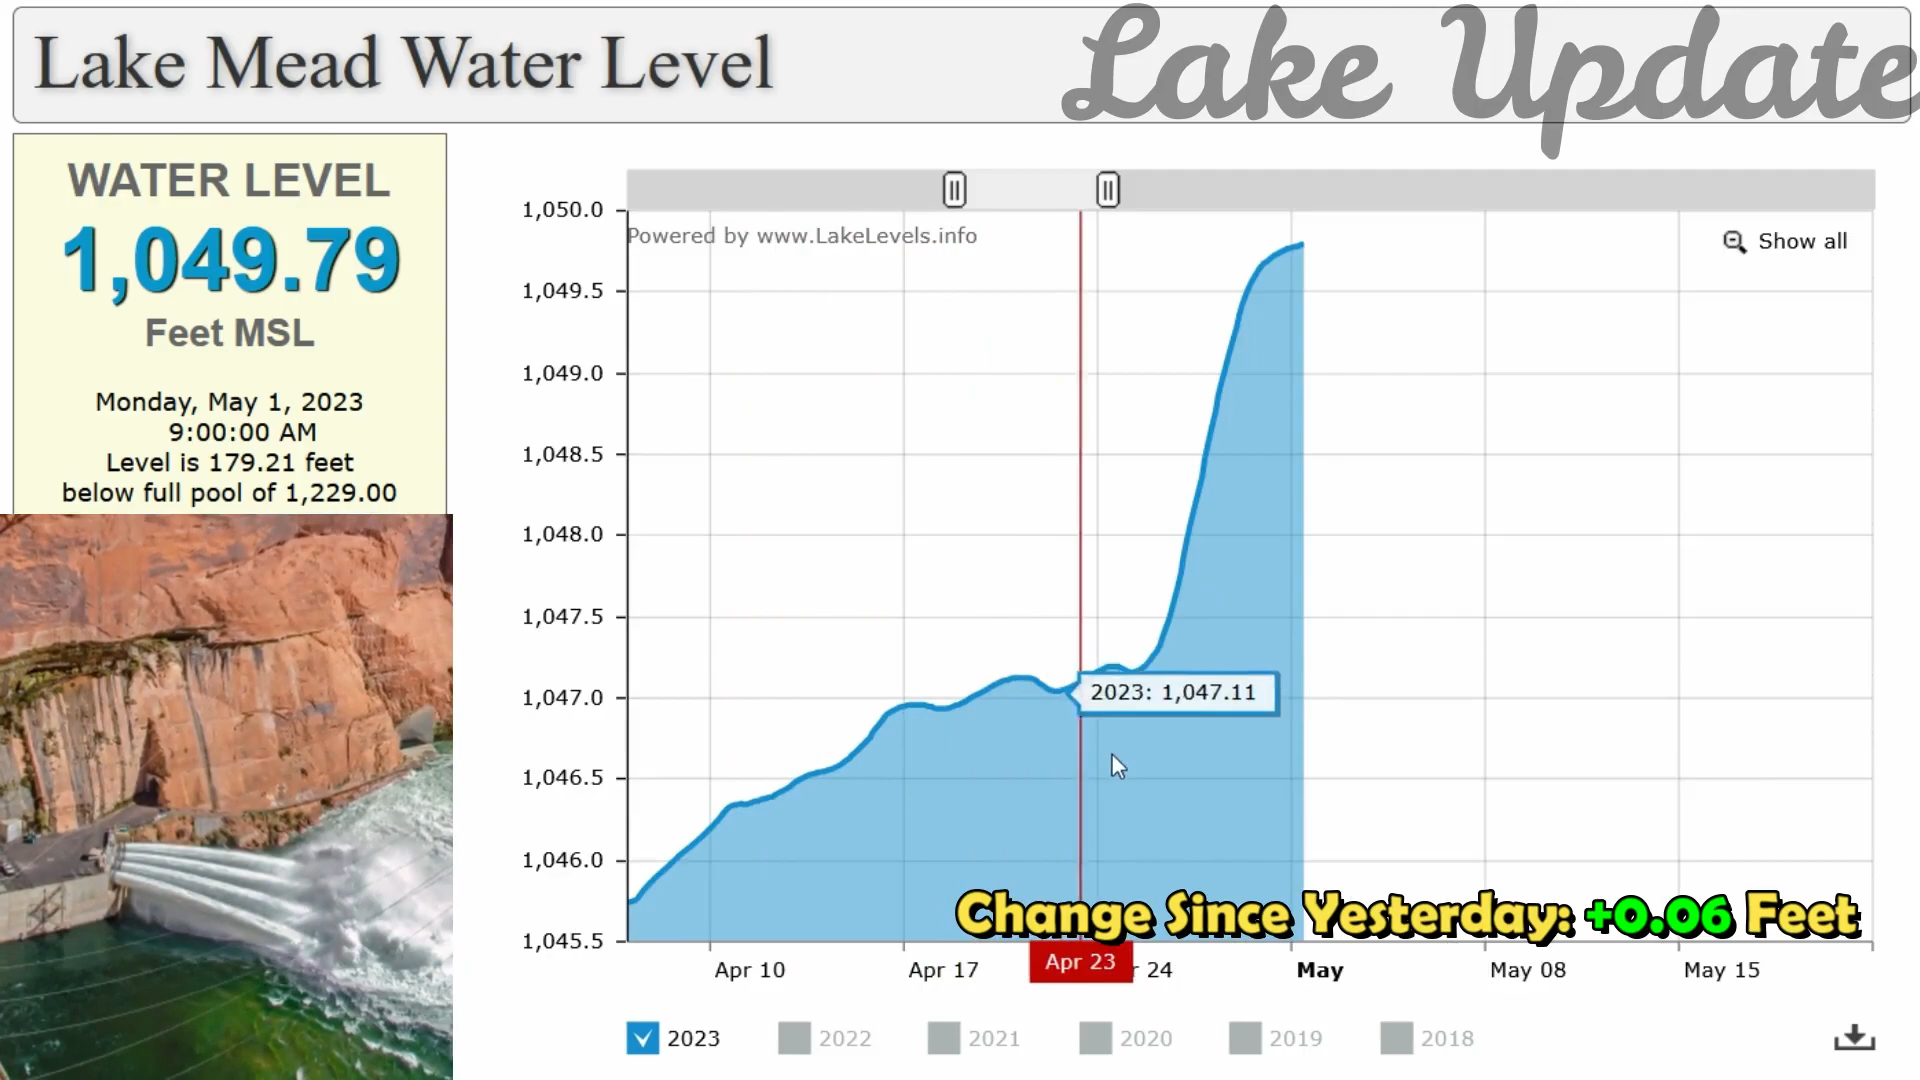 Lake Mead Water Level
Lake Update
WATER LEVEL
1,049.79
Feet MSL
Monday, May 1, 2023
9:00:00 AM
Level is 179.21 feet
below full pool of 1,229.00
Powered by www.LakeLevels.info
Show all
1,050.0
1,049.5
1,049.0
1,048.5
1,048.0
1,047.5
1,047.0
1,046.5
1,046.0
1,045.5
2023: 1,047.11
Change Since Yesterday: +0.06 Feet
Apr 10
Apr 17
Apr 23
r 24
May
May 08
May 15
2023
2022
2021
2020
2019
2018